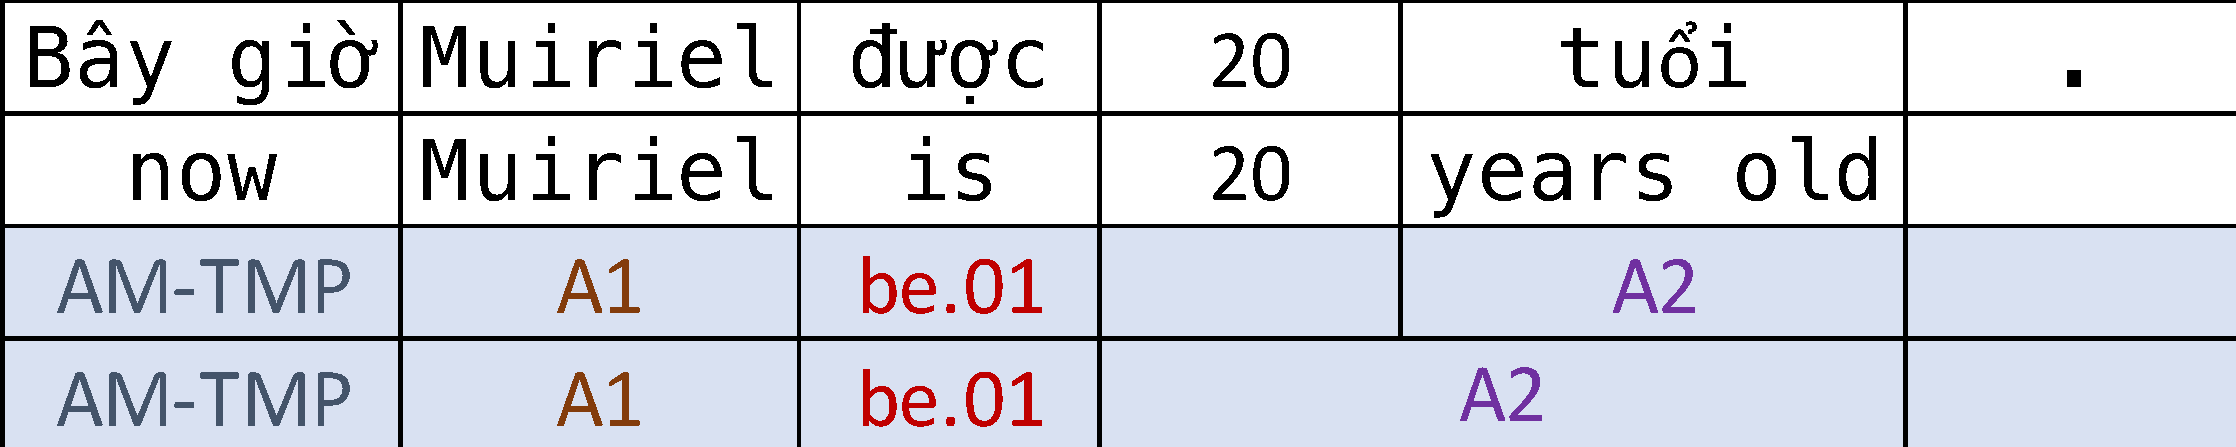 Bây giờ Muiriel được 20 tuổi .
now Muiriel is 20 years old
AM-TMP A1 be.01 A2
AM-TMP A1 be.01 A2